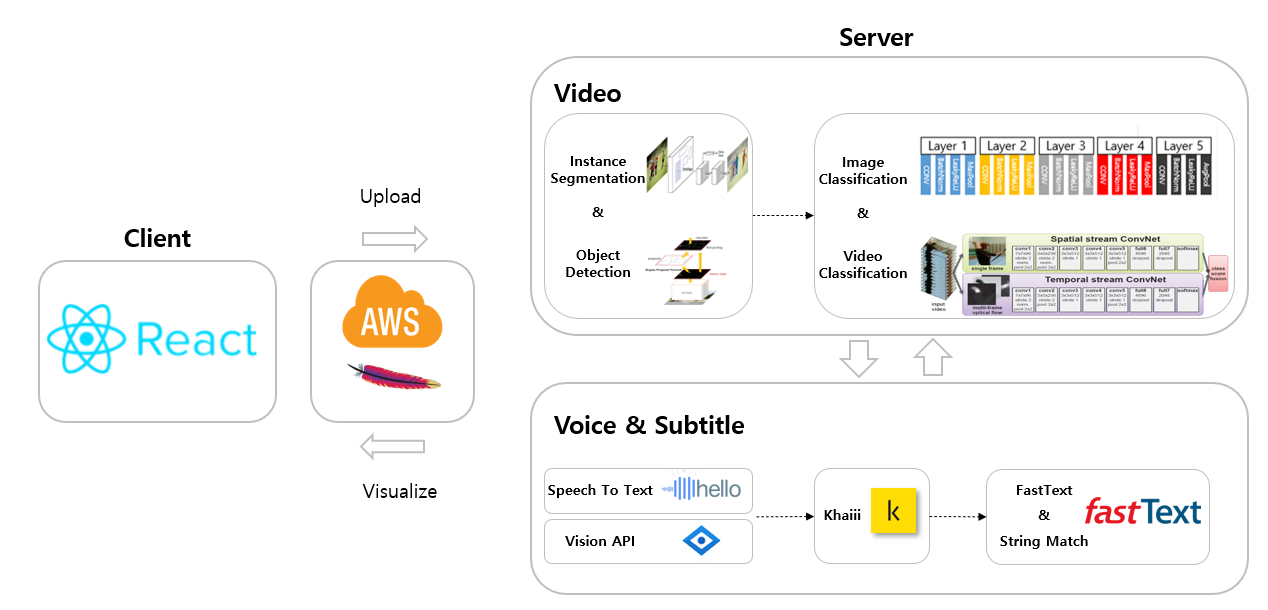 Server
Video
Instance
Segmentation
&
Object
Detection
Image
Classification
&
Video
Classification
Layer 1
Layer 2
Layer 3
Layer 4
Layer 5
CONV
BatchNorm
LeakyReLU
MaxPool
CONV
BatchNorm
LeakyReLU
MaxPool
CONV
BatchNorm
LeakyReLU
MaxPool
CONV
BatchNorm
LeakyReLU
MaxPool
CONV
BatchNorm
LeakyReLU
AvgPool
Spatial stream ConvNet
single frame
conv1 conv2 conv3 conv4 conv5 full6 full7 softmax
Temporal stream ConvNet
input
video
multi-frame
optical flow
conv1 conv2 conv3 conv4 conv5 full6 full7 softmax
class
score
fusion
Upload
Client
React
AWS
Visualize
Voice & Subtitle
Speech To Text
hello
Vision API
Khaiii
k
FastText
&
String Match
fastText